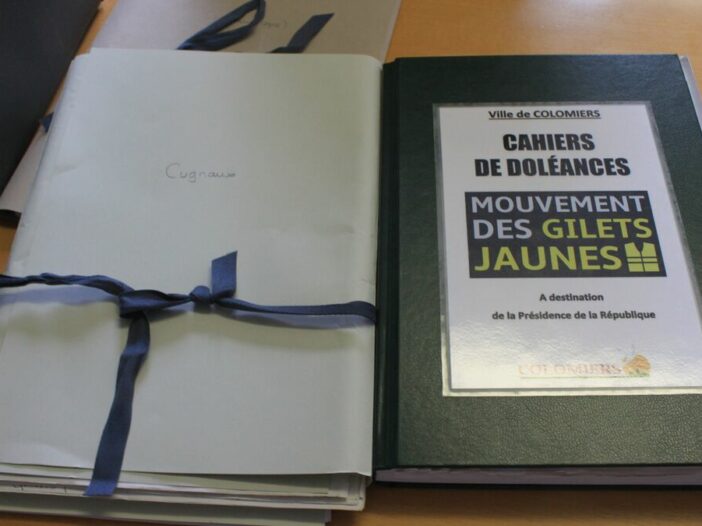 Cugnaux
Ville de COLOMIERS
CAHIERS
DE DOLÉANCES
MOUVEMENT
DES GILETS
JAUNES
A destination
de la Présidence de la République
COLOMIERS